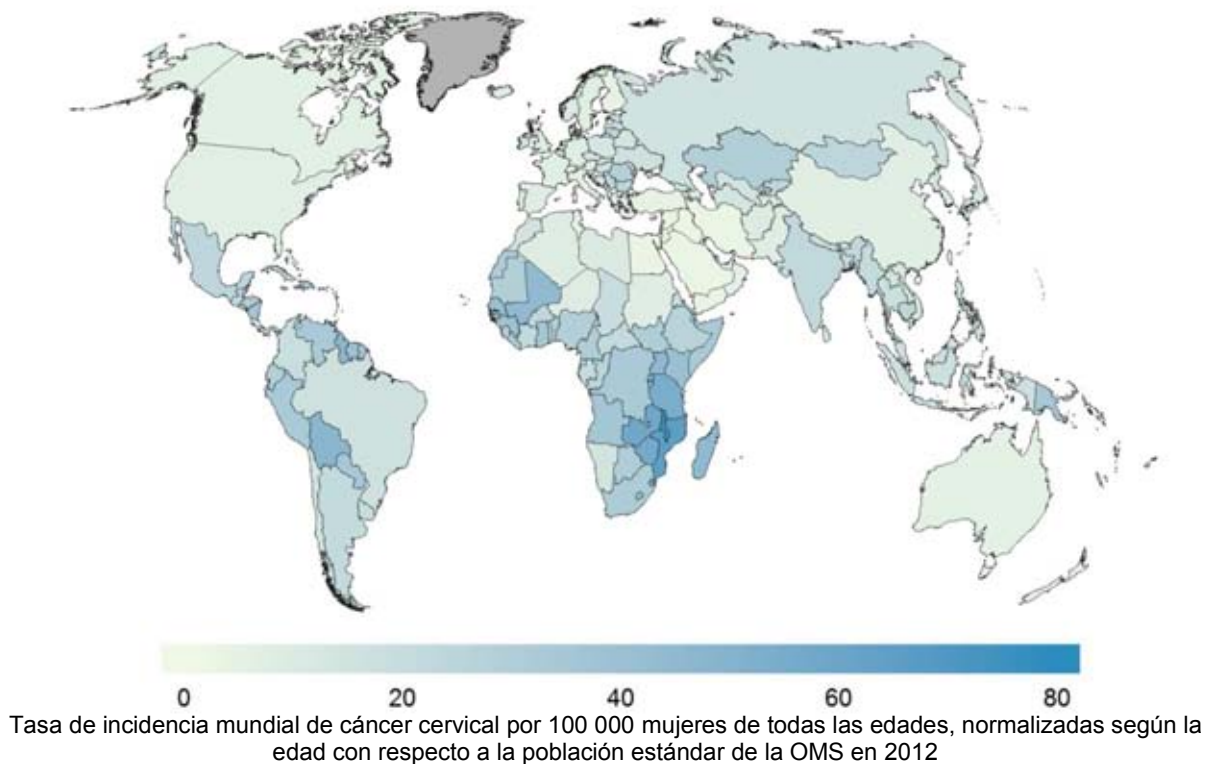 0 20 40 60 80
Tasa de incidencia mundial de cáncer cervical por 100 000 mujeres de todas las edades, normalizadas según la
edad con respecto a la población estándar de la OMS en 2012